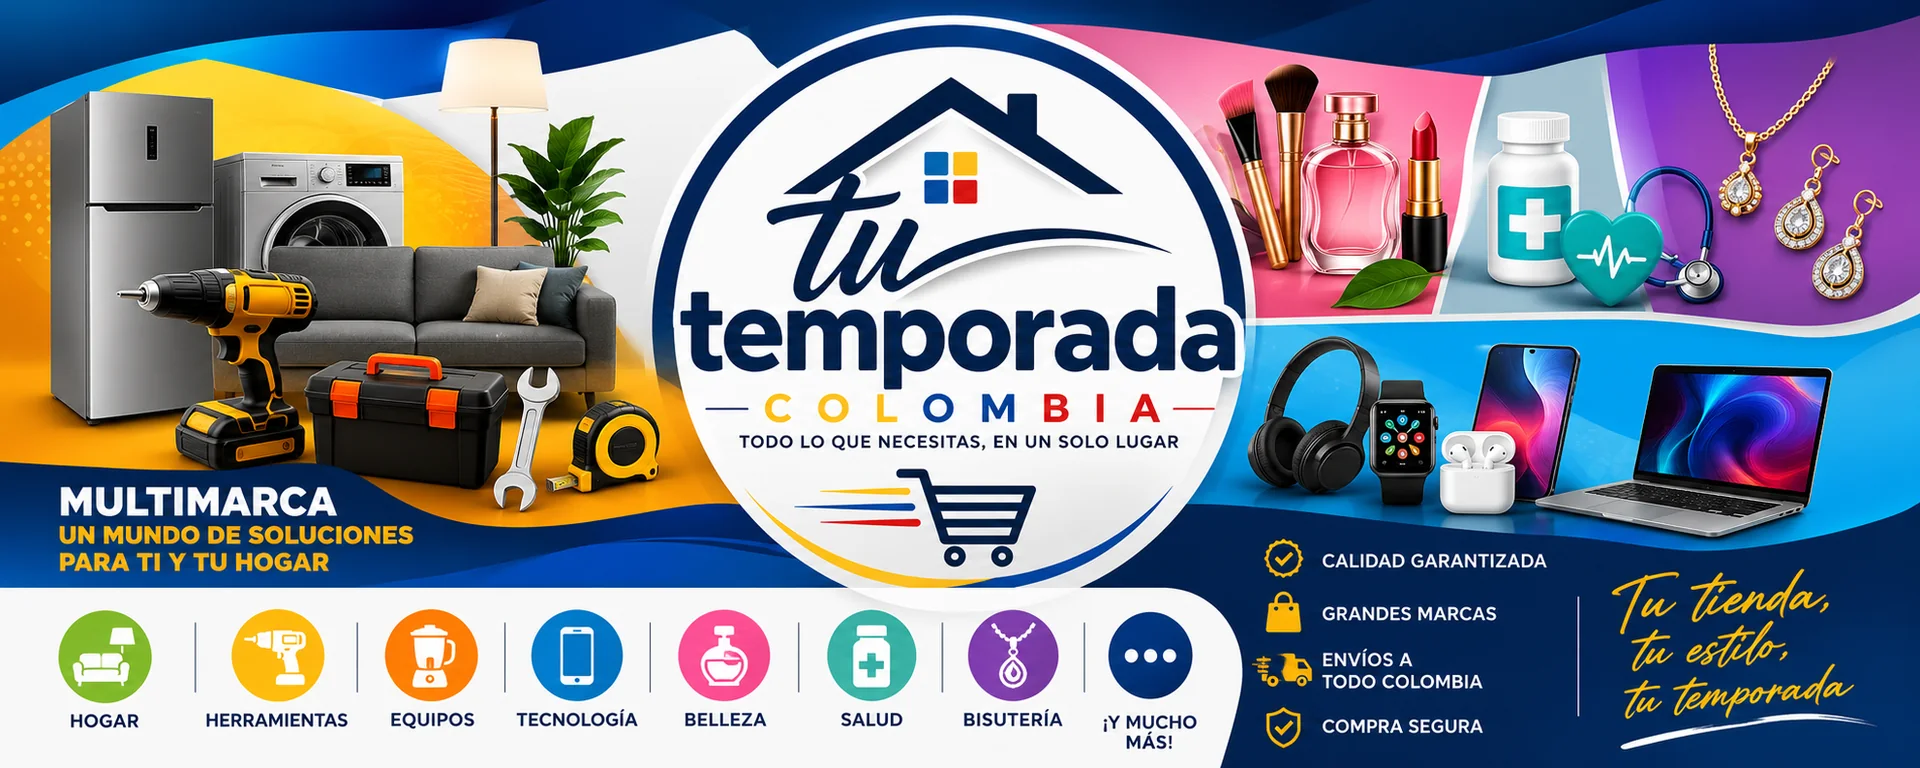 tu
temporada
COLOMBIA
TODO LO QUE NECESITAS, EN UN SOLO LUGAR
MULTIMARCA
UN MUNDO DE SOLUCIONES
PARA TI Y TU HOGAR
HOGAR
HERRAMIENTAS
EQUIPOS
TECNOLOGÍA
BELLEZA
SALUD
BISUTERÍA
¡Y MUCHO
MÁS!
CALIDAD GARANTIZADA
GRANDES MARCAS
ENVÍOS A
TODO COLOMBIA
COMPRA SEGURA
Tu tienda,
tu estilo,
tu temporada